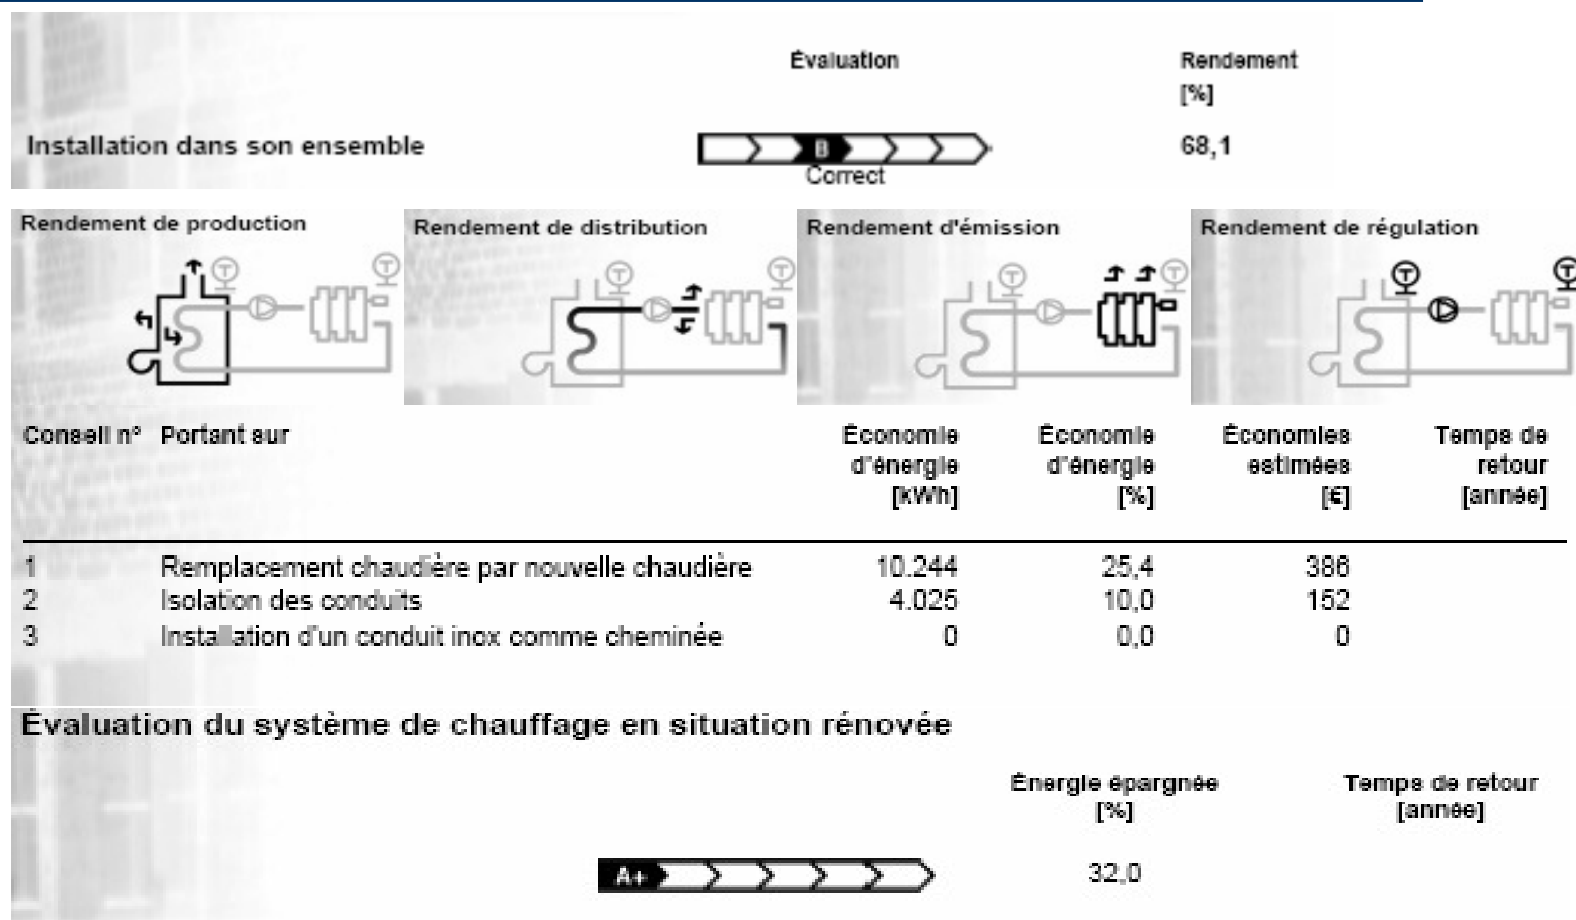 Évaluation Rendement
[%]
Installation dans son ensemble B 68,1
Correct
Rendement de production Rendement de distribution Rendement d'émission Rendement de régulation
T T T T T T T T
Conseil n° Portant sur Économie Économie Économies Temps de
d'énergie d'énergie estimées retour
[kWh] [%] [€] [année]
1 Remplacement chaudière par nouvelle chaudière 10.244 25,4 386
2 Isolation des conduits 4.025 10,0 152
3 Installation d'un conduit inox comme cheminée 0 0,0 0
Évaluation du système de chauffage en situation rénovée
Énergie épargnée Temps de retour
[%] [année]
A+ 32,0